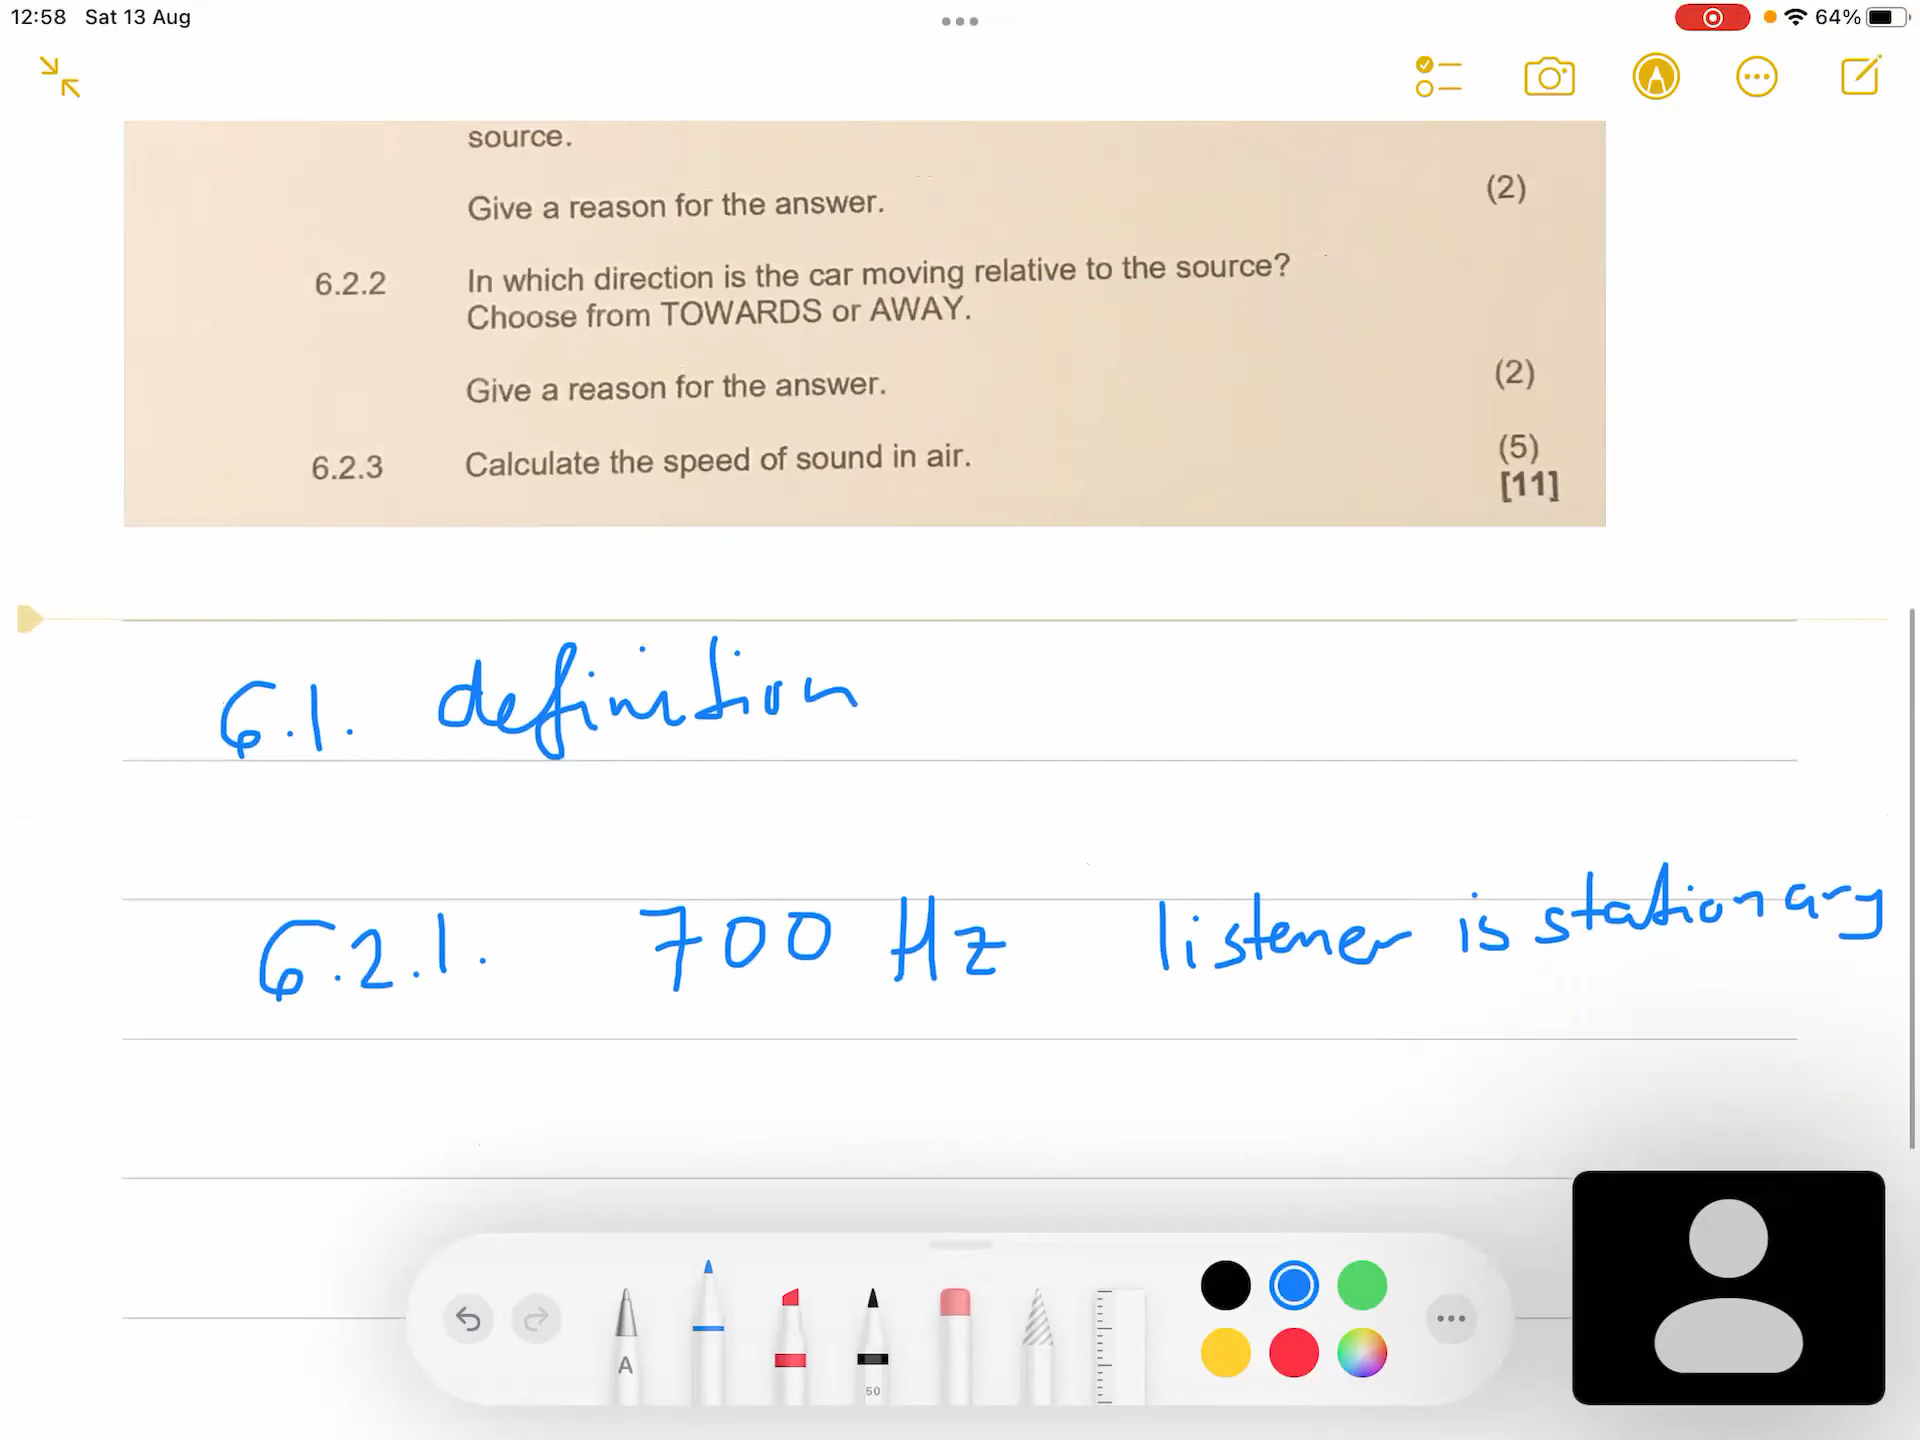 12:58 Sat 13 Aug
64%
source.
Give a reason for the answer. (2)
6.2.2 In which direction is the car moving relative to the source?
Choose from TOWARDS or AWAY.
Give a reason for the answer. (2)
6.2.3 Calculate the speed of sound in air. (5)
[11]
6.1. definition
6.2.1. 700 Hz listener is stationary
A
50